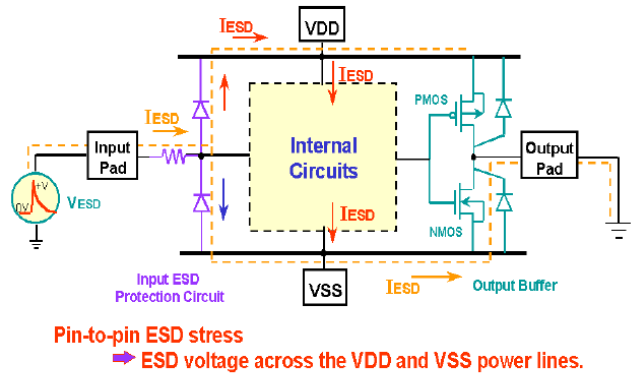 IESD
VDD
IESD
PMOS
IESD
Input
Pad
Internal
Circuits
Output
Pad
+V
0V
VESD
IESD
NMOS
Input ESD
Protection Circuit
VSS
IESD
Output Buffer
Pin-to-pin ESD stress
ESD voltage across the VDD and VSS power lines.